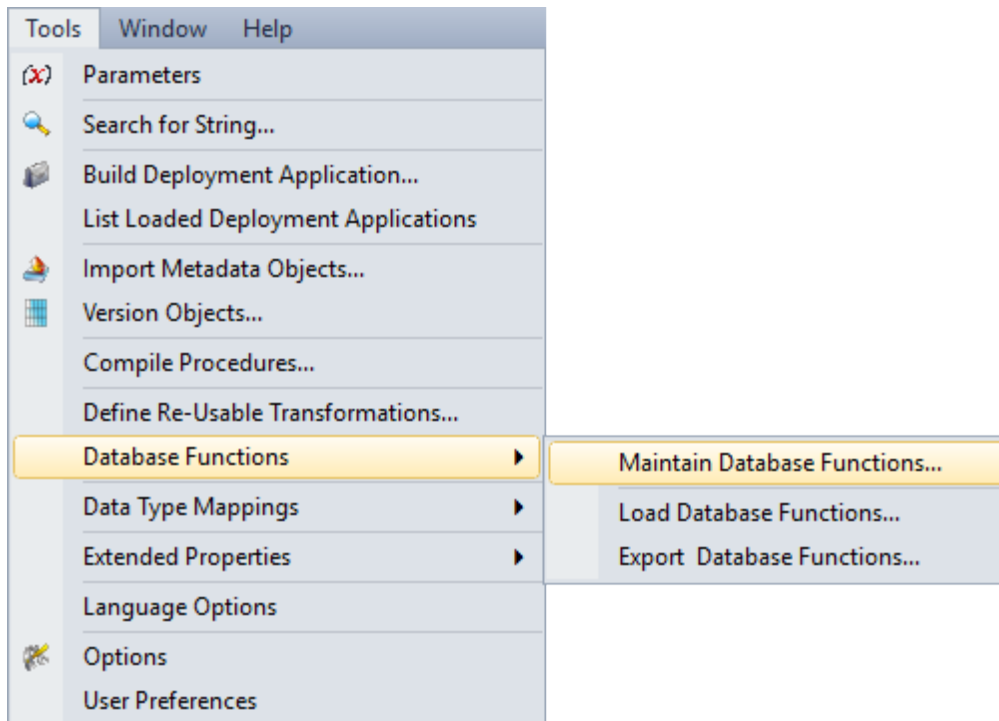 Tools Window Help
(x) Parameters
Search for String...
Build Deployment Application...
List Loaded Deployment Applications
Import Metadata Objects...
Version Objects...
Compile Procedures...
Define Re-Usable Transformations...
Database Functions
Maintain Database Functions...
Data Type Mappings
Load Database Functions...
Extended Properties
Export  Database Functions...
Language Options
Options
User Preferences